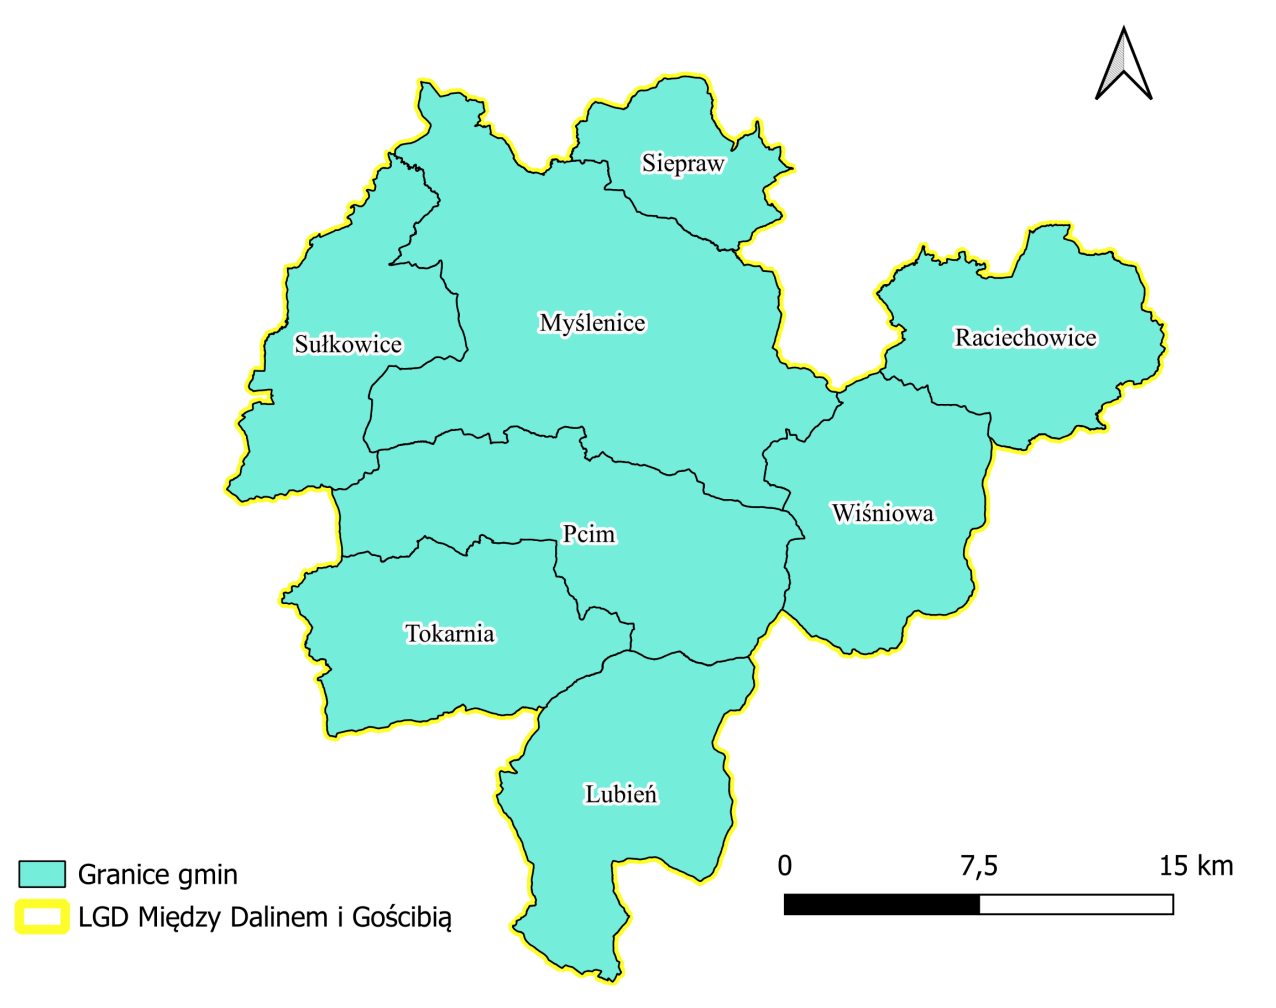 Siepraw
Myślenice
Raciechowice
Sułkowice
Wiśniowa
Pcim
Tokarnia
Lubień
0 7,5 15 km
Granice gmin
LGD Między Dalinem i Gościbią